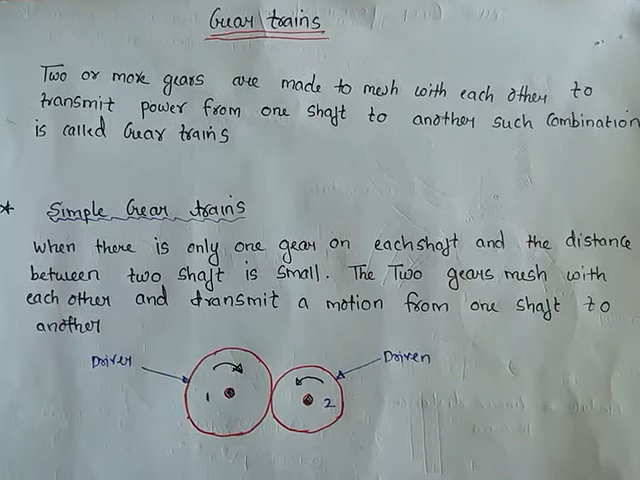 Gear trains
Two or more gears are made to mesh with each other to
transmit power from one shaft to another such Combination
is called Gear trains
* Simple Gear trains
When there is only one gear on each shaft and the distance
between two shaft is small. The Two gears mesh with
each other and transmit a motion from one shaft to
another
Driver
Driven
1
2